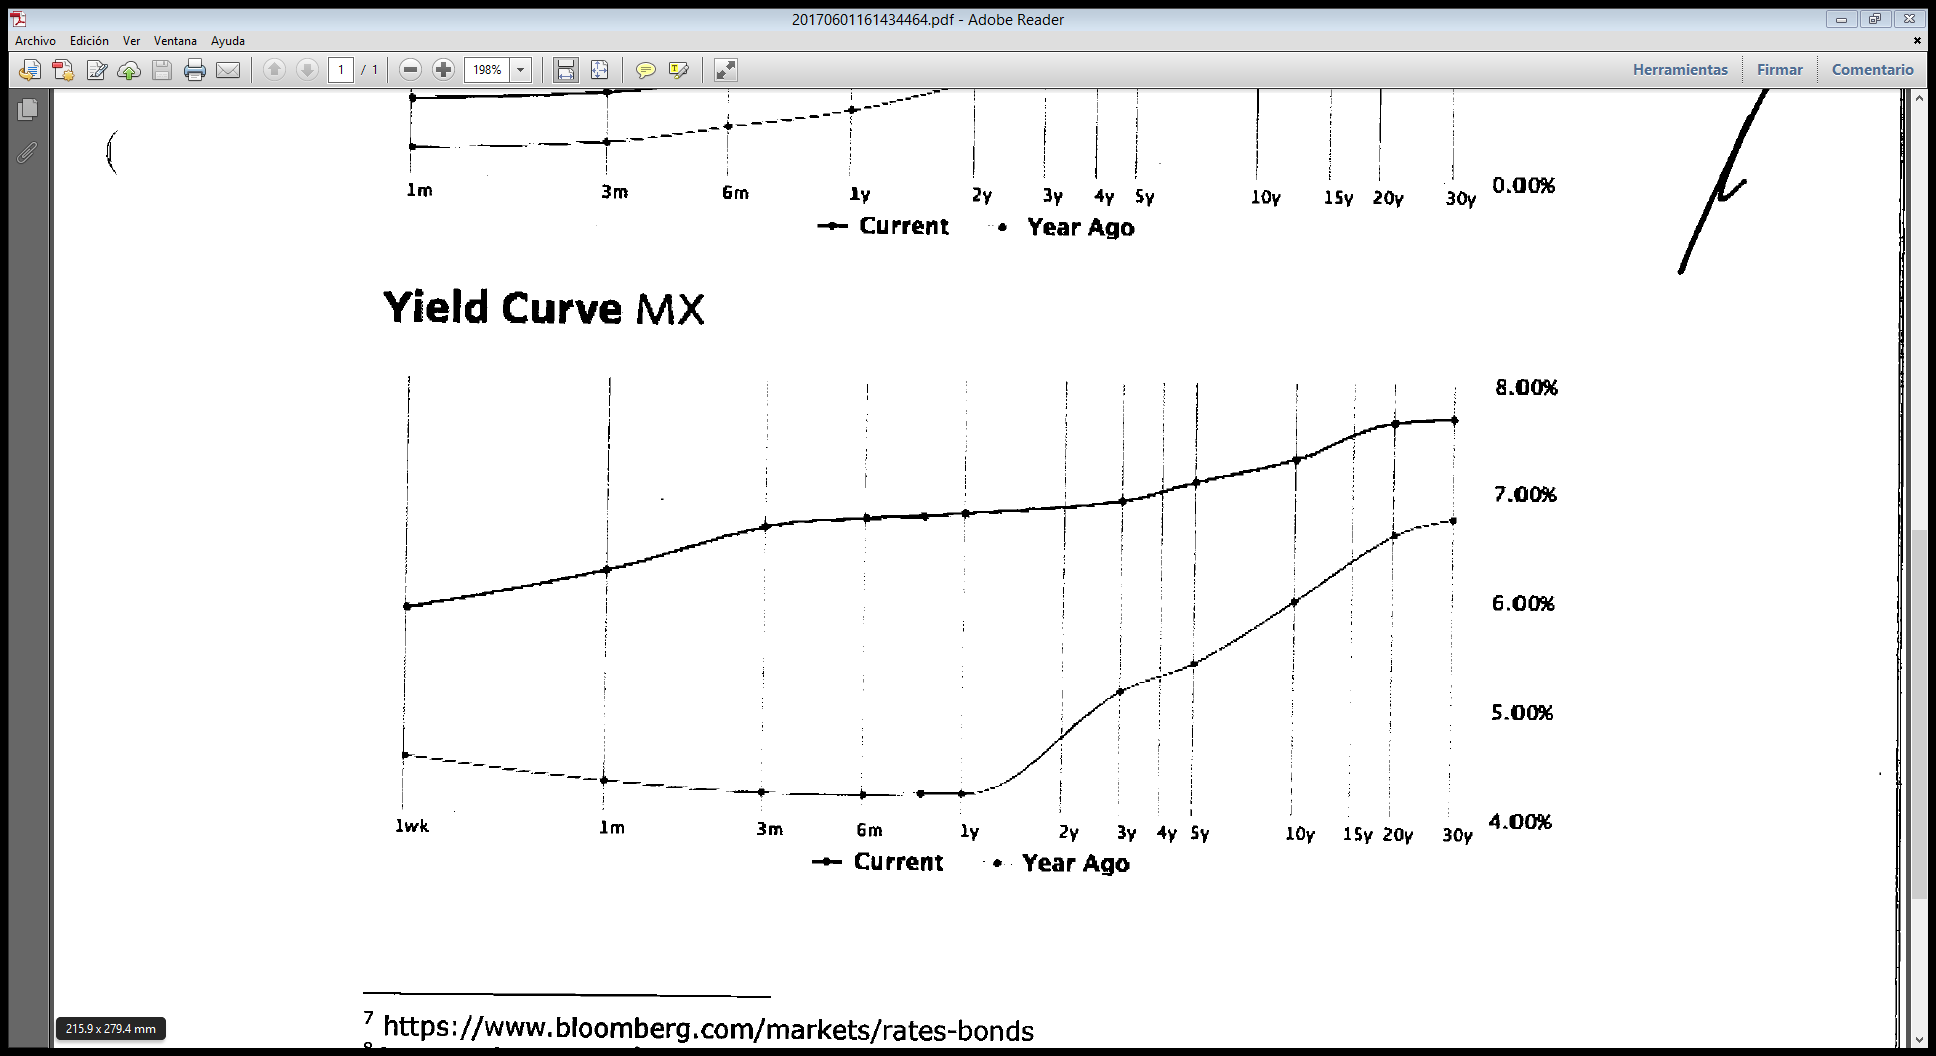 20170601161434464.pdf - Adobe Reader
Archivo Edición Ver Ventana Ayuda
1 / 1 198% Herramientas Firmar Comentario
0.00%
1m 3m 6m 1y 2y 3y 4y 5y 10y 15y 20y 30y
Current Year Ago
Yield Curve MX
8.00%
7.00%
6.00%
5.00%
4.00%
1wk 1m 3m 6m 1y 2y 3y 4y 5y 10y 15y 20y 30y
Current Year Ago
7 https://www.bloomberg.com/markets/rates-bonds
8
215.9 x 279.4 mm